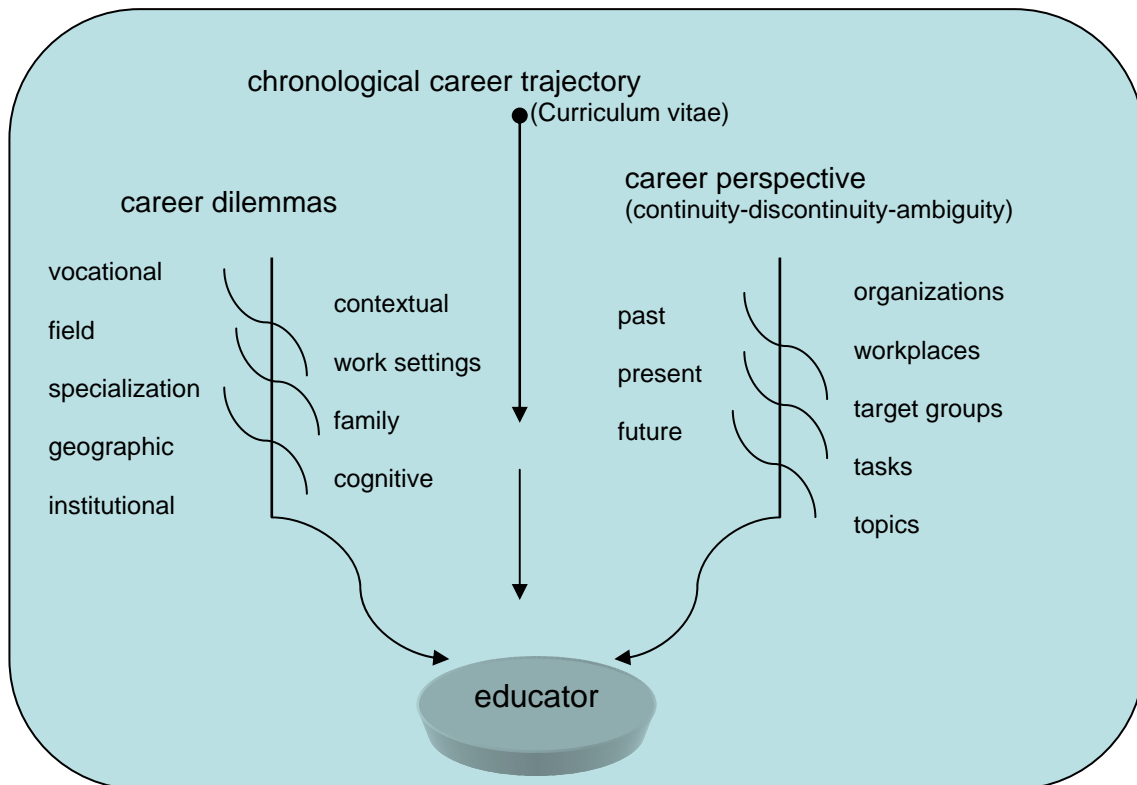 chronological career trajectory
(Curriculum vitae)
career dilemmas
vocational
field
specialization
geographic
institutional
contextual
work settings
family
cognitive
career perspective
(continuity-discontinuity-ambiguity)
past
present
future
organizations
workplaces
target groups
tasks
topics
educator